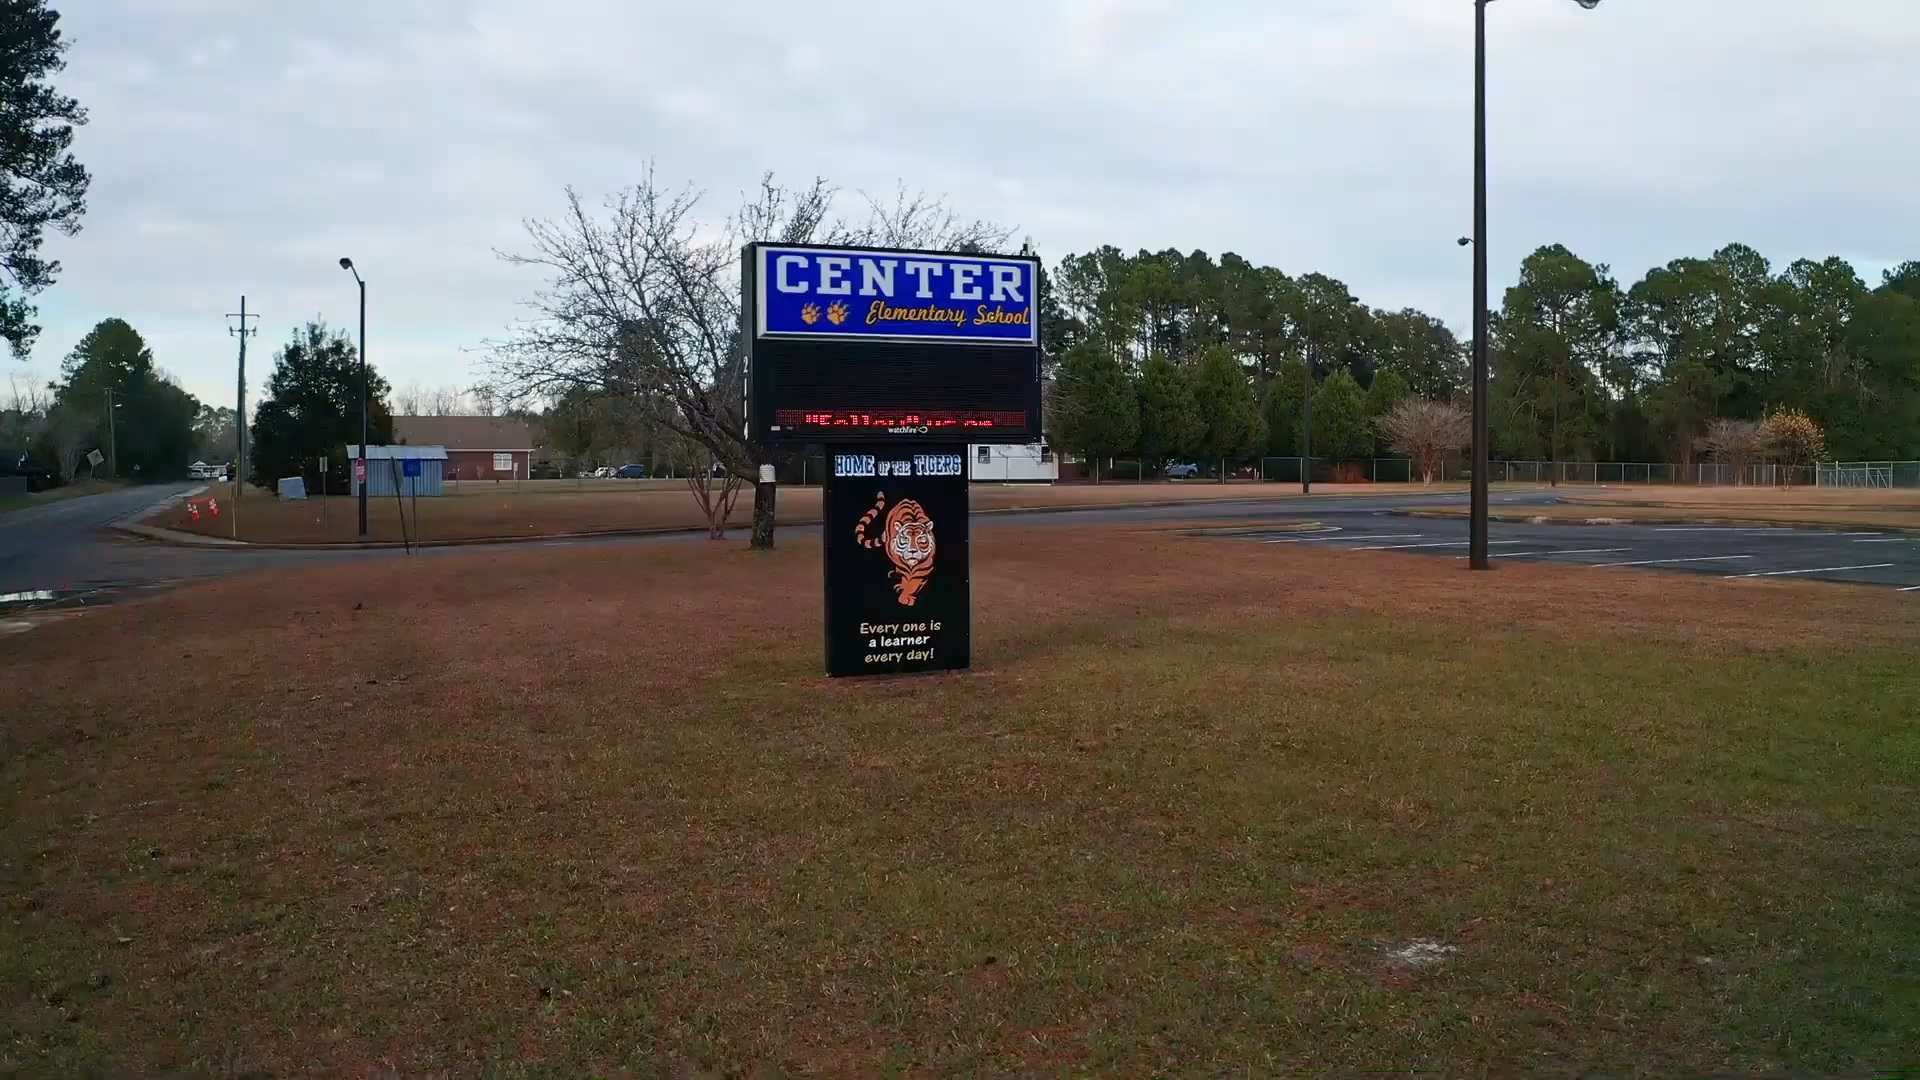 CENTER
Elementary School
watchfire
HOME OF THE TIGERS
Every one is
a learner
every day!